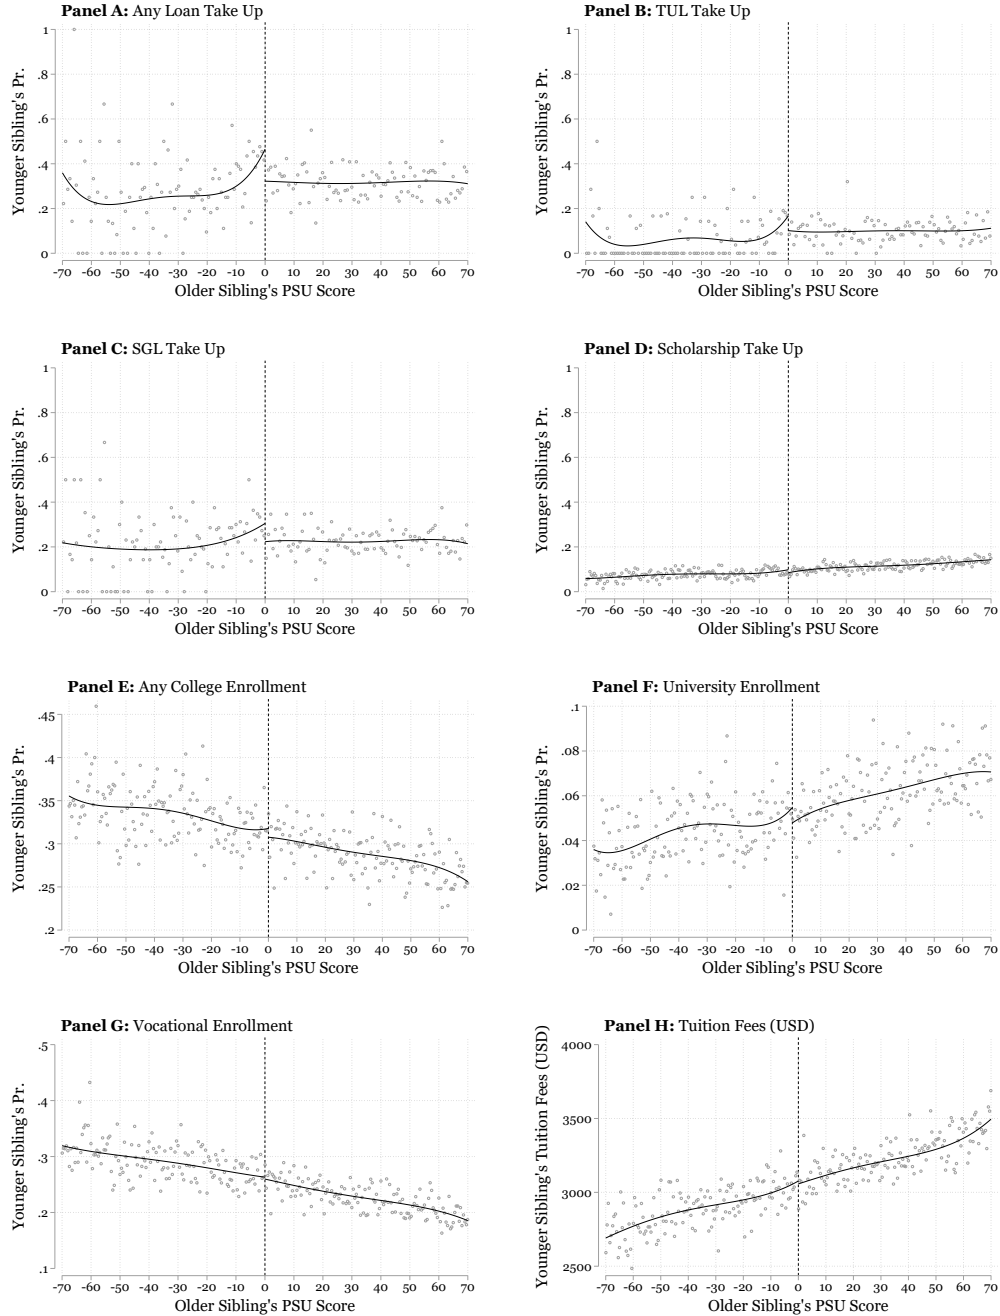 Panel A: Any Loan Take Up
Younger Sibling's Pr.
1
.8
.6
.4
.2
0
-70 -60 -50 -40 -30 -20 -10 0 10 20 30 40 50 60 70
Older Sibling's PSU Score
Panel B: TUL Take Up
Younger Sibling's Pr.
1
.8
.6
.4
.2
0
-70 -60 -50 -40 -30 -20 -10 0 10 20 30 40 50 60 70
Older Sibling's PSU Score
Panel C: SGL Take Up
Younger Sibling's Pr.
1
.8
.6
.4
.2
0
-70 -60 -50 -40 -30 -20 -10 0 10 20 30 40 50 60 70
Older Sibling's PSU Score
Panel D: Scholarship Take Up
Younger Sibling's Pr.
1
.8
.6
.4
.2
0
-70 -60 -50 -40 -30 -20 -10 0 10 20 30 40 50 60 70
Older Sibling's PSU Score
Panel E: Any College Enrollment
Younger Sibling's Pr.
.45
.4
.35
.3
.25
.2
-70 -60 -50 -40 -30 -20 -10 0 10 20 30 40 50 60 70
Older Sibling's PSU Score
Panel F: University Enrollment
Younger Sibling's Pr.
.1
.08
.06
.04
.02
0
-70 -60 -50 -40 -30 -20 -10 0 10 20 30 40 50 60 70
Older Sibling's PSU Score
Panel G: Vocational Enrollment
Younger Sibling's Pr.
.5
.4
.3
.2
.1
-70 -60 -50 -40 -30 -20 -10 0 10 20 30 40 50 60 70
Older Sibling's PSU Score
Panel H: Tuition Fees (USD)
Younger Sibling's Tuition Fees (USD)
4000
3500
3000
2500
-70 -60 -50 -40 -30 -20 -10 0 10 20 30 40 50 60 70
Older Sibling's PSU Score